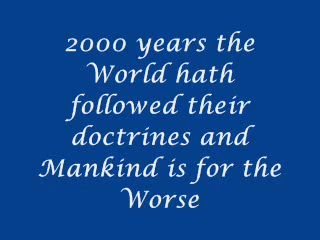 2000 years the
World hath
followed their
doctrines and
Mankind is for the
Worse